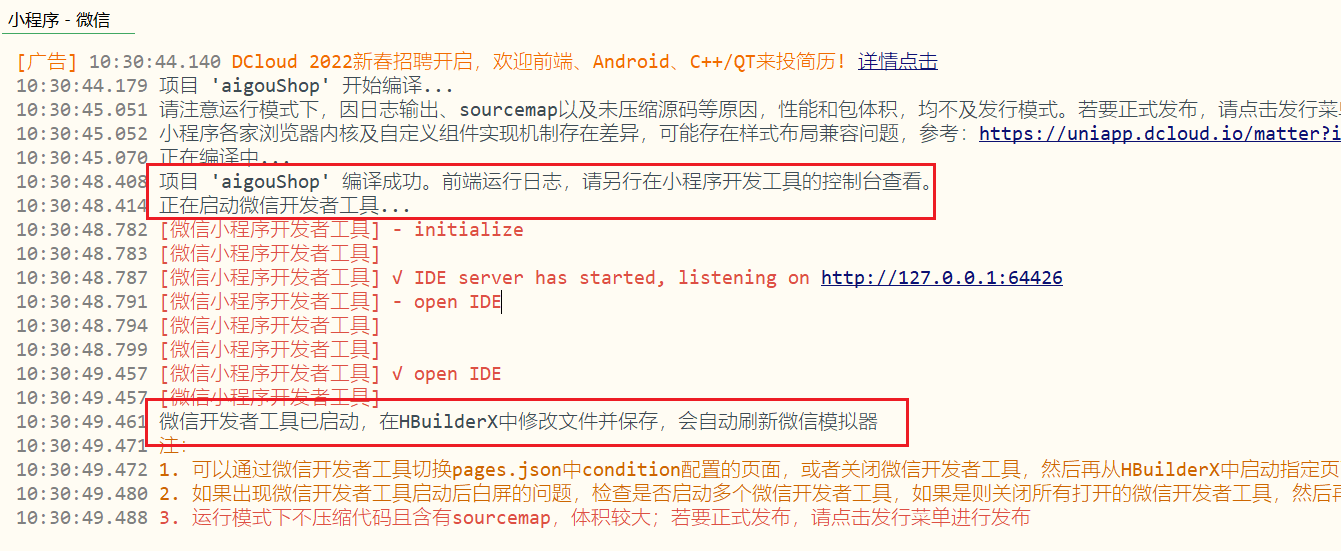 小程序 - 微信
[广告] 10:30:44.140 DCloud 2022新春招聘开启，欢迎前端、Android、C++/QT来投简历! 详情点击
10:30:44.179 项目 'aigouShop' 开始编译...
10:30:45.051 请注意运行模式下，因日志输出、sourcemap以及未压缩源码等原因，性能和包体积，均不及发行模式。若要正式发布，请点击发行菜单
10:30:45.052 小程序各家浏览器内核及自定义组件实现机制存在差异，可能存在样式布局兼容问题，参考：https://uniapp.dcloud.io/matter?i
10:30:45.070 正在编译中...
10:30:48.408 项目 'aigouShop' 编译成功。前端运行日志，请另行在小程序开发工具的控制台查看。
10:30:48.414 正在启动微信开发者工具...
10:30:48.782 [微信小程序开发者工具] - initialize
10:30:48.783 [微信小程序开发者工具]
10:30:48.787 [微信小程序开发者工具] √ IDE server has started, listening on http://127.0.0.1:64426
10:30:48.791 [微信小程序开发者工具] - open IDE
10:30:48.794 [微信小程序开发者工具]
10:30:48.799 [微信小程序开发者工具]
10:30:49.457 [微信小程序开发者工具] √ open IDE
10:30:49.457 [微信小程序开发者工具]
10:30:49.461 微信开发者工具已启动，在HBuilderX中修改文件并保存，会自动刷新微信模拟器
10:30:49.471 注：
10:30:49.472 1. 可以通过微信开发者工具切换pages.json中condition配置的页面，或者关闭微信开发者工具，然后再从HBuilderX中启动指定页
10:30:49.480 2. 如果出现微信开发者工具启动后白屏的问题，检查是否启动多个微信开发者工具，如果是则关闭所有打开的微信开发者工具，然后再
10:30:49.488 3. 运行模式下不压缩代码且含有sourcemap，体积较大；若要正式发布，请点击发行菜单进行发布